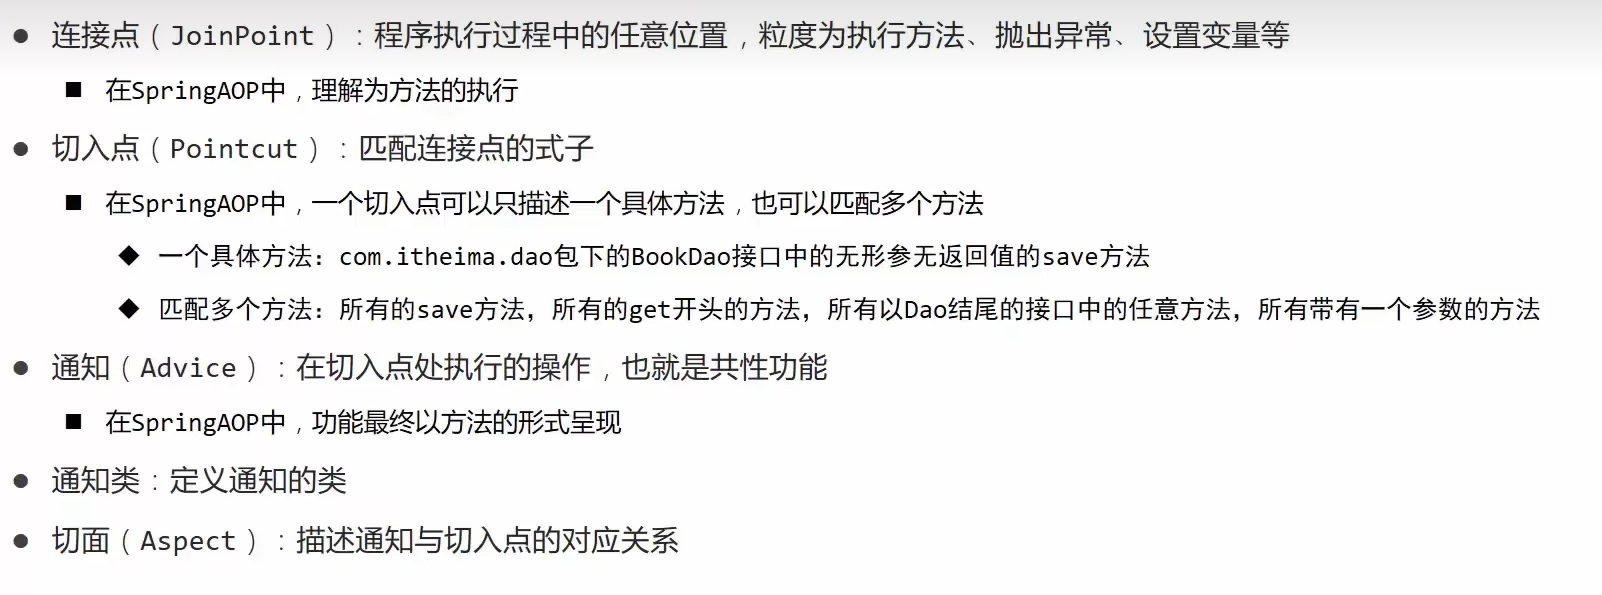 ● 连接点（JoinPoint）：程序执行过程中的任意位置，粒度为执行方法、抛出异常、设置变量等
■ 在SpringAOP中，理解为方法的执行
● 切入点（Pointcut）：匹配连接点的式子
■ 在SpringAOP中，一个切入点可以只描述一个具体方法，也可以匹配多个方法
◆ 一个具体方法：com.itheima.dao包下的BookDao接口中的无形参无返回值的save方法
◆ 匹配多个方法：所有的save方法，所有的get开头的方法，所有以Dao结尾的接口中的任意方法，所有带有一个参数的方法
● 通知（Advice）：在切入点处执行的操作，也就是共性功能
■ 在SpringAOP中，功能最终以方法的形式呈现
● 通知类：定义通知的类
● 切面（Aspect）：描述通知与切入点的对应关系